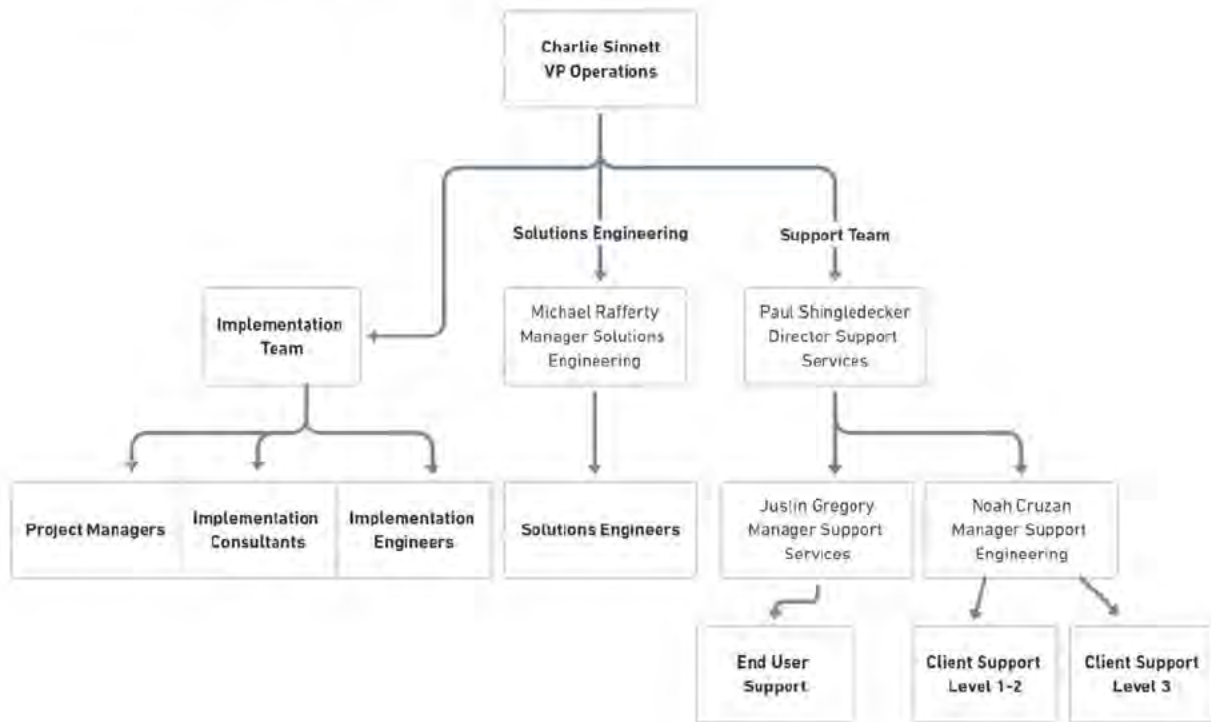 Charlie Sinnett
VP Operations
Solutions Engineering
Support Team
Implementation
Team
Michael Rafferty
Manager Solutions
Engineering
Paul Shingledecker
Director Support
Services
Project Managers
Implementation
Consultants
Implementation
Engineers
Solutions Engineers
Justin Gregory
Manager Support
Services
Noah Cruzan
Manager Support
Engineering
End User
Support
Client Support
Level 1-2
Client Support
Level 3